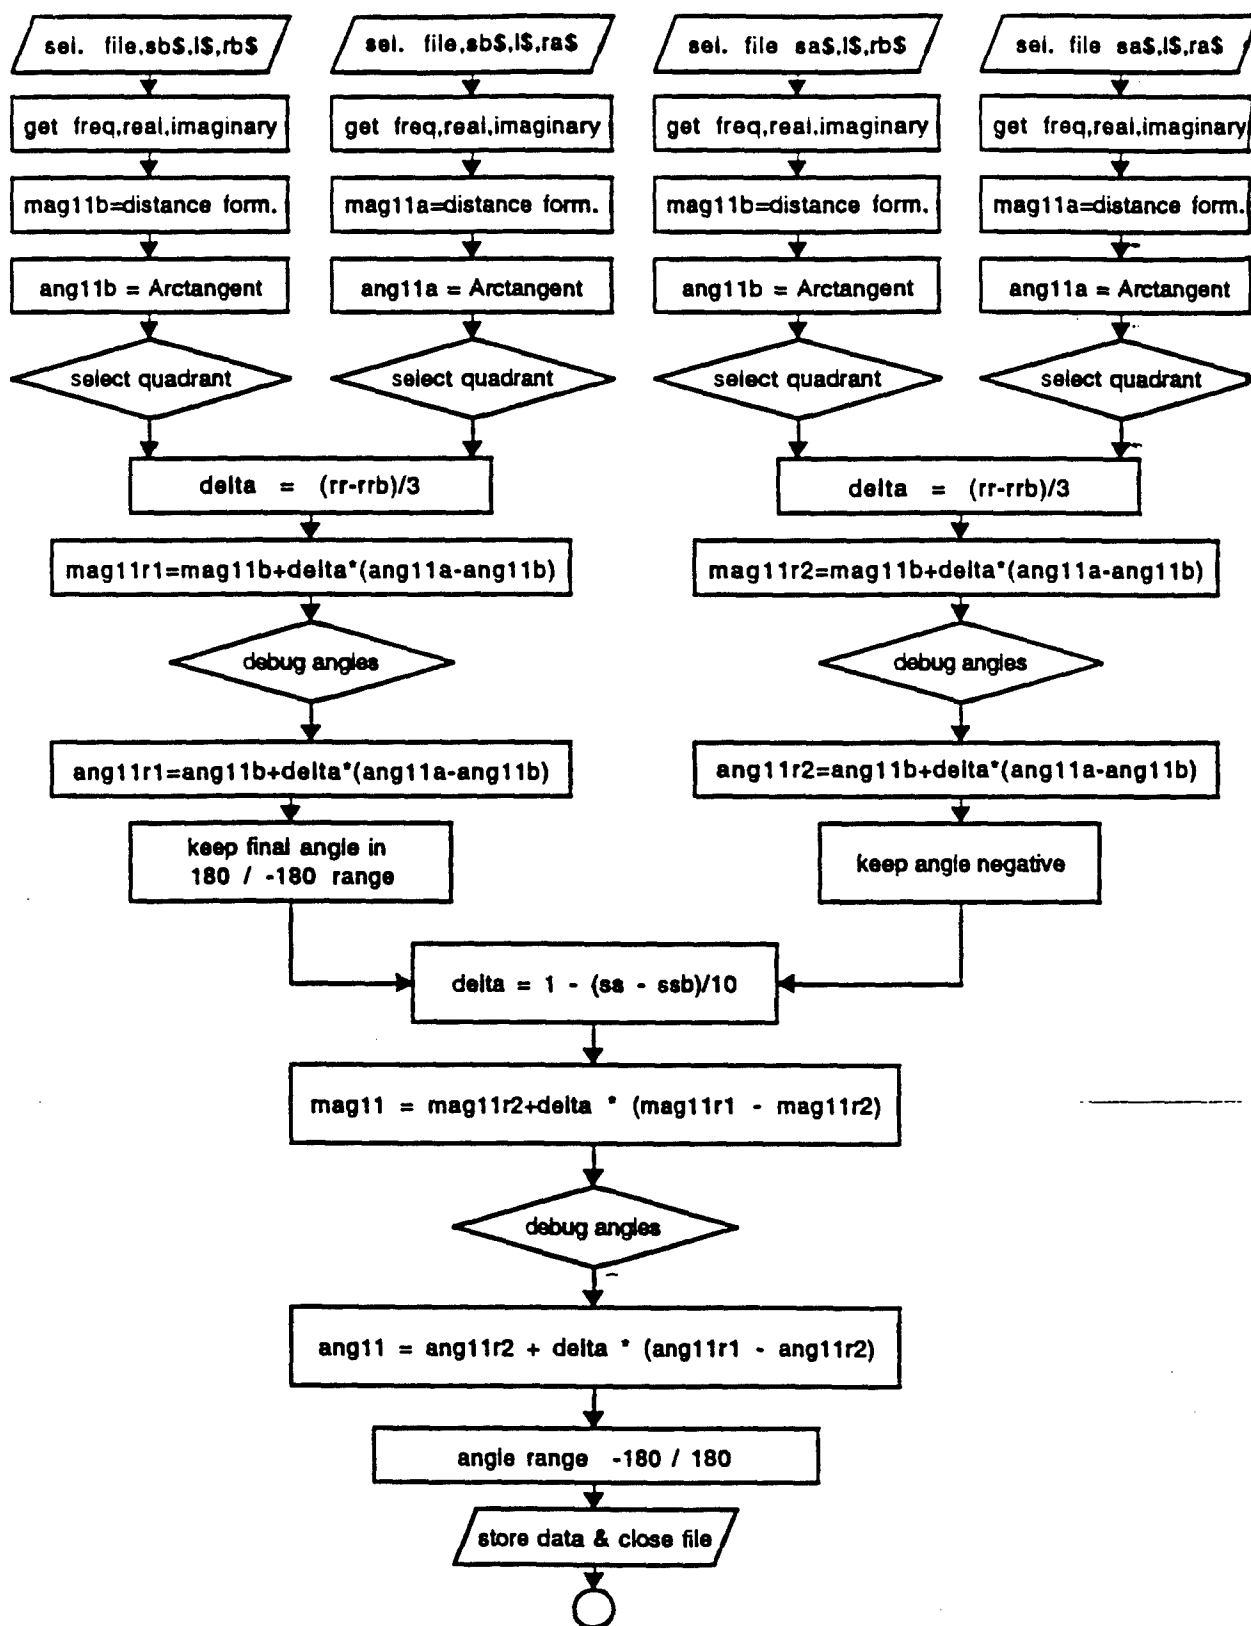 sel. file,sb$,l$,rb$
sel. file,sb$,l$,ra$
sel. file sa$,l$,rb$
sel. file sa$,l$,ra$
get freq,real,imaginary
get freq,real,imaginary
get freq,real,imaginary
get freq,real,imaginary
mag11b=distance form.
mag11a=distance form.
mag11b=distance form.
mag11a=distance form.
ang11b = Arctangent
ang11a = Arctangent
ang11b = Arctangent
ang11a = Arctangent
select quadrant
select quadrant
select quadrant
select quadrant
delta = (rr-rrb)/3
delta = (rr-rrb)/3
mag11r1=mag11b+delta*(ang11a-ang11b)
mag11r2=mag11b+delta*(ang11a-ang11b)
debug angles
debug angles
ang11r1=ang11b+delta*(ang11a-ang11b)
ang11r2=ang11b+delta*(ang11a-ang11b)
keep final angle in
180 / -180 range
keep angle negative
delta = 1 - (sa - ssb)/10
mag11 = mag11r2+delta * (mag11r1 - mag11r2)
debug angles
ang11 = ang11r2 + delta * (ang11r1 - ang11r2)
angle range -180 / 180
store data & close file